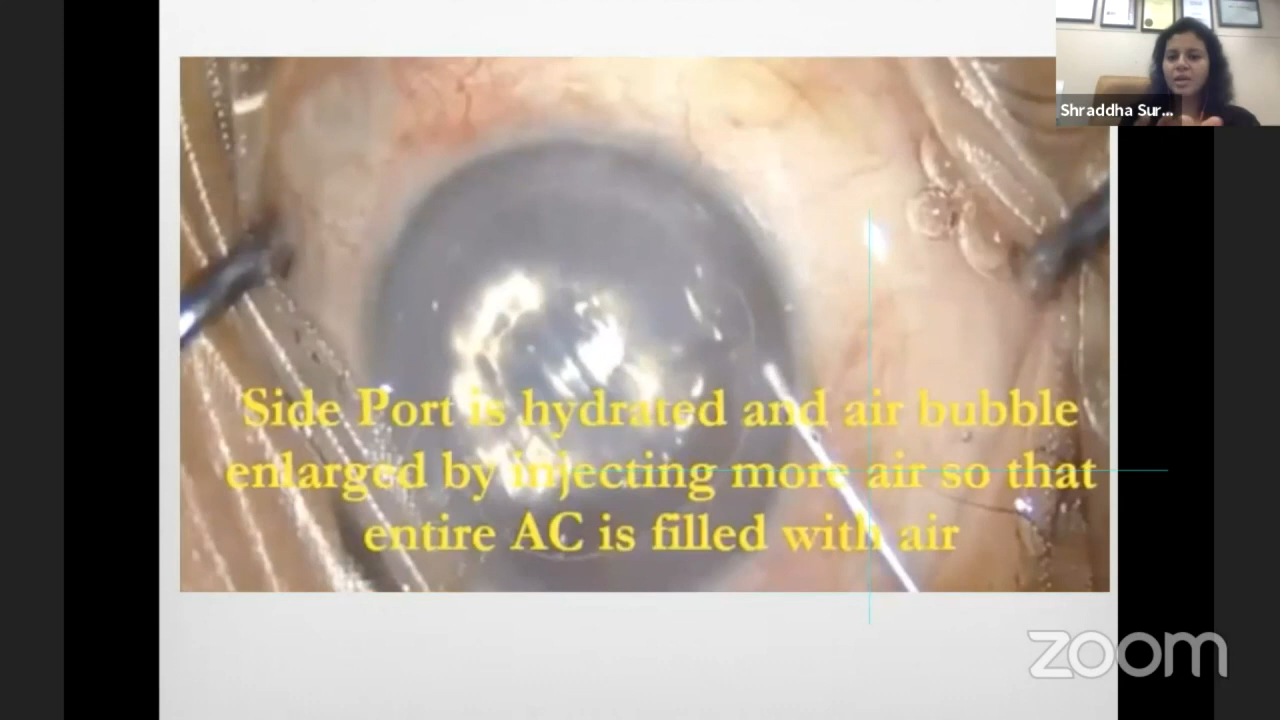 Shraddha Sur...
Side Port is hydrated and air bubble
enlarged by injecting more air so that
entire AC is filled with air
zoom